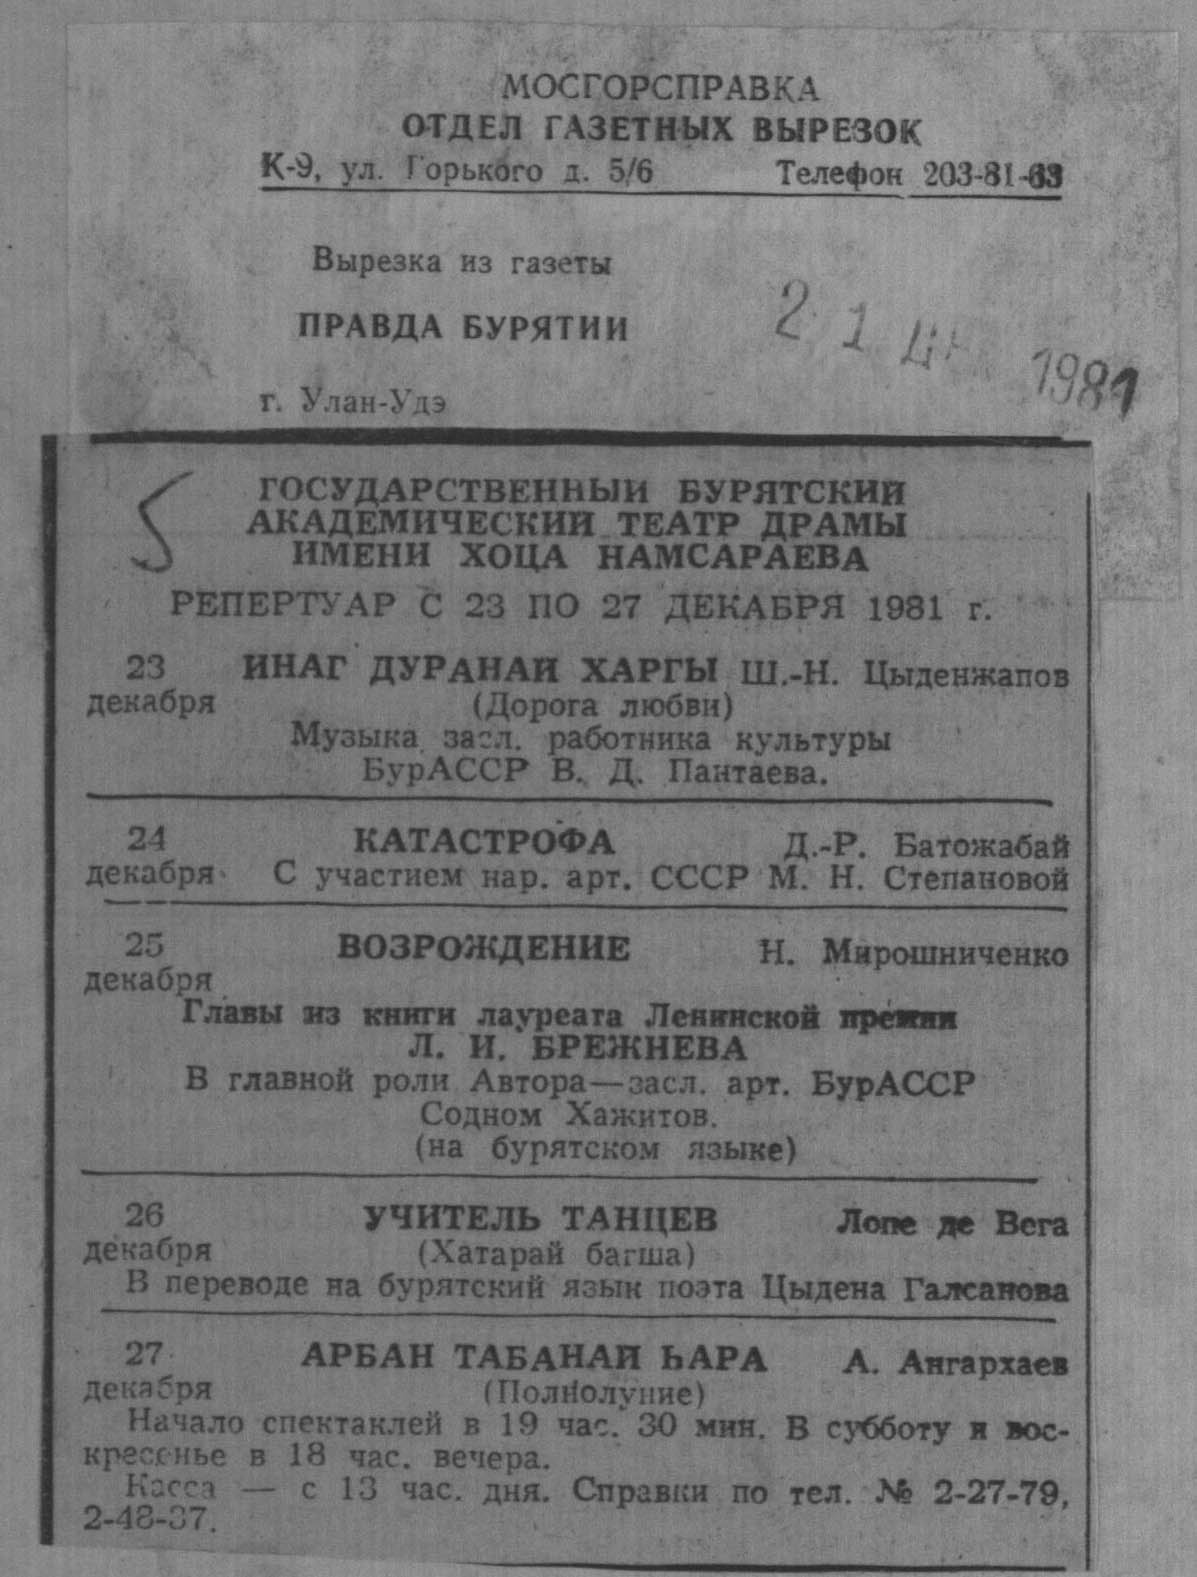 МОСГОРСПРАВКА
ОТДЕЛ ГАЗЕТНЫХ ВЫРЕЗОК
К-9, ул. Горького д. 5/6 Телефон 203-81-63
Вырезка из газеты
ПРАВДА БУРЯТИИ
2 1 1981
г. Улан-Удэ
ГОСУДАРСТВЕННЫЙ БУРЯТСКИЙ
АКАДЕМИЧЕСКИЙ ТЕАТР ДРАМЫ
ИМЕНИ ХОЦА НАМСАРАЕВА
РЕПЕРТУАР С 23 ПО 27 ДЕКАБРЯ 1981 г.
23 ИНАГ ДУРАНАЙ ХАРГЫ Ш.-Н. Цыденжапов
декабря (Дорога любви)
Музыка засл. работника культуры
БурАССР В. Д. Пантаева.
24 КАТАСТРОФА Д.-Р. Батожабай
декабря С участием нар. арт. СССР М. Н. Степановой
25 ВОЗРОЖДЕНИЕ Н. Мирошниченко
декабря
Главы из книги лауреата Ленинской премии
Л. И. БРЕЖНЕВА
В главной роли Автора—засл. арт. БурАССР
Содном Хажитов.
(на бурятском языке)
26 УЧИТЕЛЬ ТАНЦЕВ Лопе де Вега
декабря (Хатарай багша)
В переводе на бурятский язык поэта Цыдена Галсанова
27 АРБАН ТАБАНАЙ ҺАРА А. Ангархаев
декабря (Полнолуние)
Начало спектаклей в 19 час. 30 мин. В субботу и вос-
кресенье в 18 час. вечера.
Касса — с 13 час. дня. Справки по тел. № 2-27-79,
2-48-37.